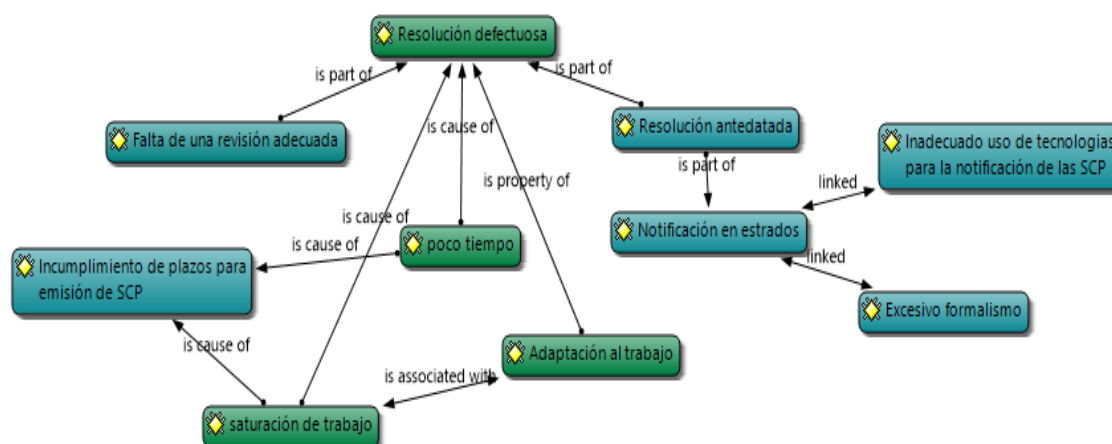 Resolución defectuosa
is part of
is part of
Falta de una revisión adecuada
is cause of
Resolución antedatada
Inadecuado uso de tecnologias
para la notificación de las SCP
is part of
is property of
linked
is cause of
poco tiempo
Notificación en estrados
is cause of
linked
Incumplimiento de plazos para
emisión de SCP
Excesivo formalismo
is cause of
Adaptación al trabajo
is associated with
saturación de trabajo